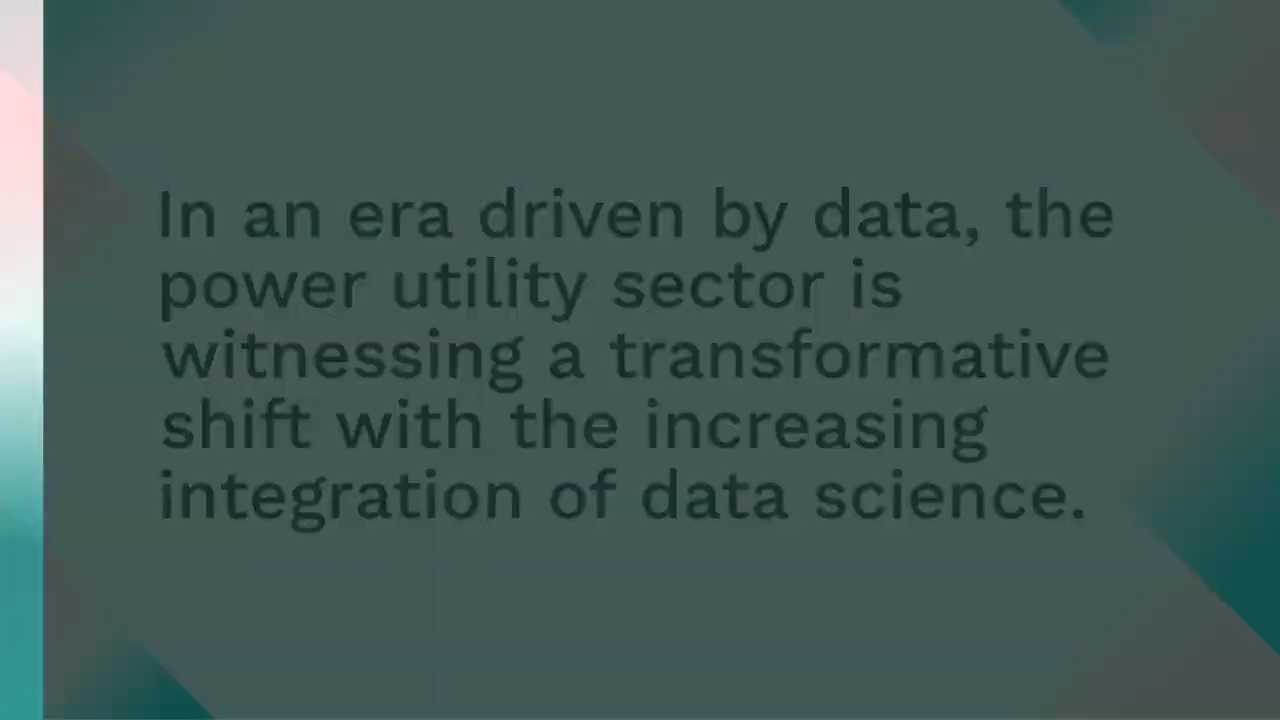 In an era driven by data, the
power utility sector is
witnessing a transformative
shift with the increasing
integration of data science.